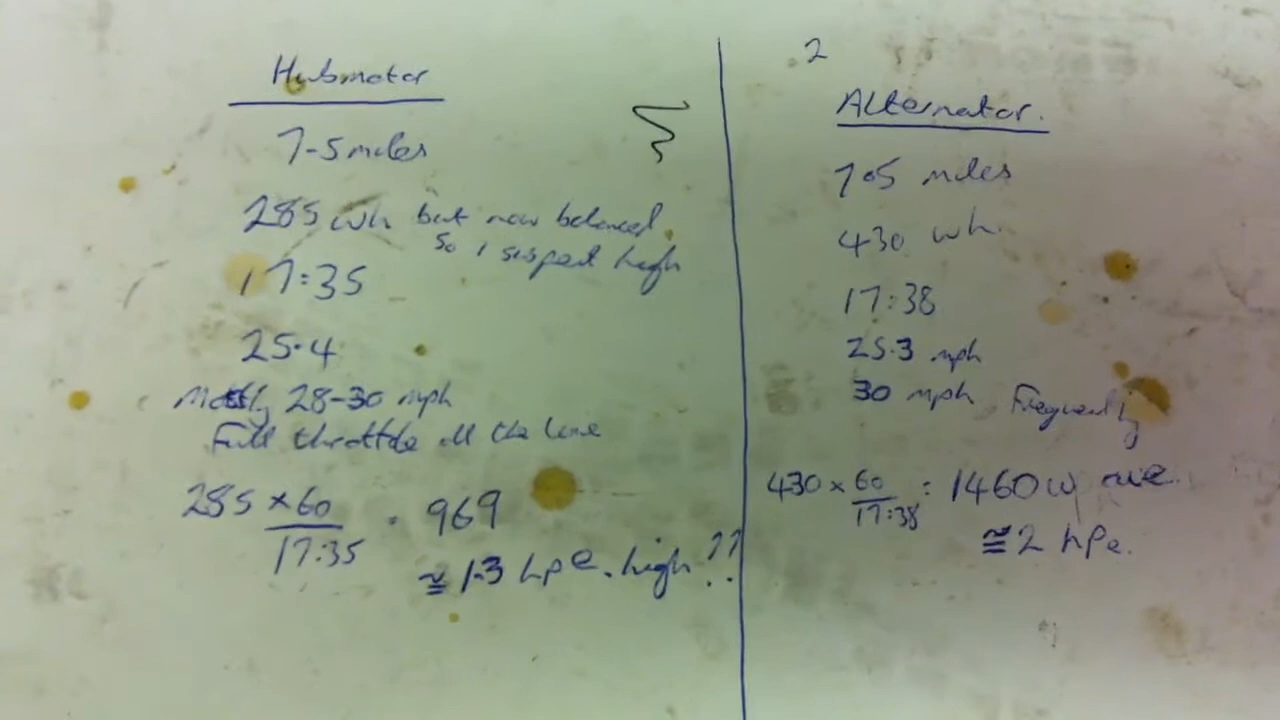 Hubmotor
7-5 miles
285 wh but now balanced.
So I suspect high
17:35
25.4
Mostly 28-30 mph
Full throttle all the time
285 x 60 = 969
17:35
≅ 1.3 hpe. high ??
2
Alternator.
7.5 miles
430 wh.
17:38
25.3 mph
30 mph Frequently
430 x 60 : 1460 w ave.
17:38
≅ 2 hpe.